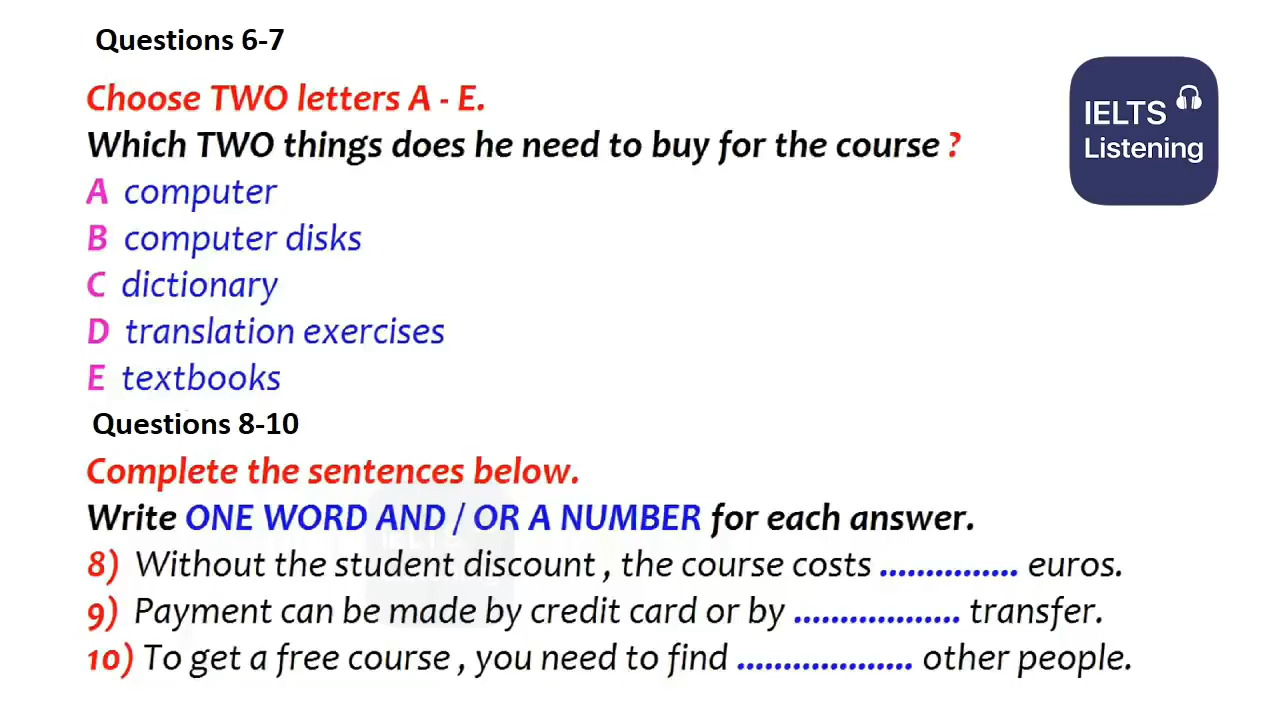 Questions 6-7
Choose TWO letters A - E.
IELTS
Listening
Which TWO things does he need to buy for the course ?
A computer
B computer disks
C dictionary
D translation exercises
E textbooks
Questions 8-10
Complete the sentences below.
Write ONE WORD AND / OR A NUMBER for each answer.
8) Without the student discount , the course costs ............... euros.
9) Payment can be made by credit card or by .................. transfer.
10) To get a free course , you need to find ................... other people.